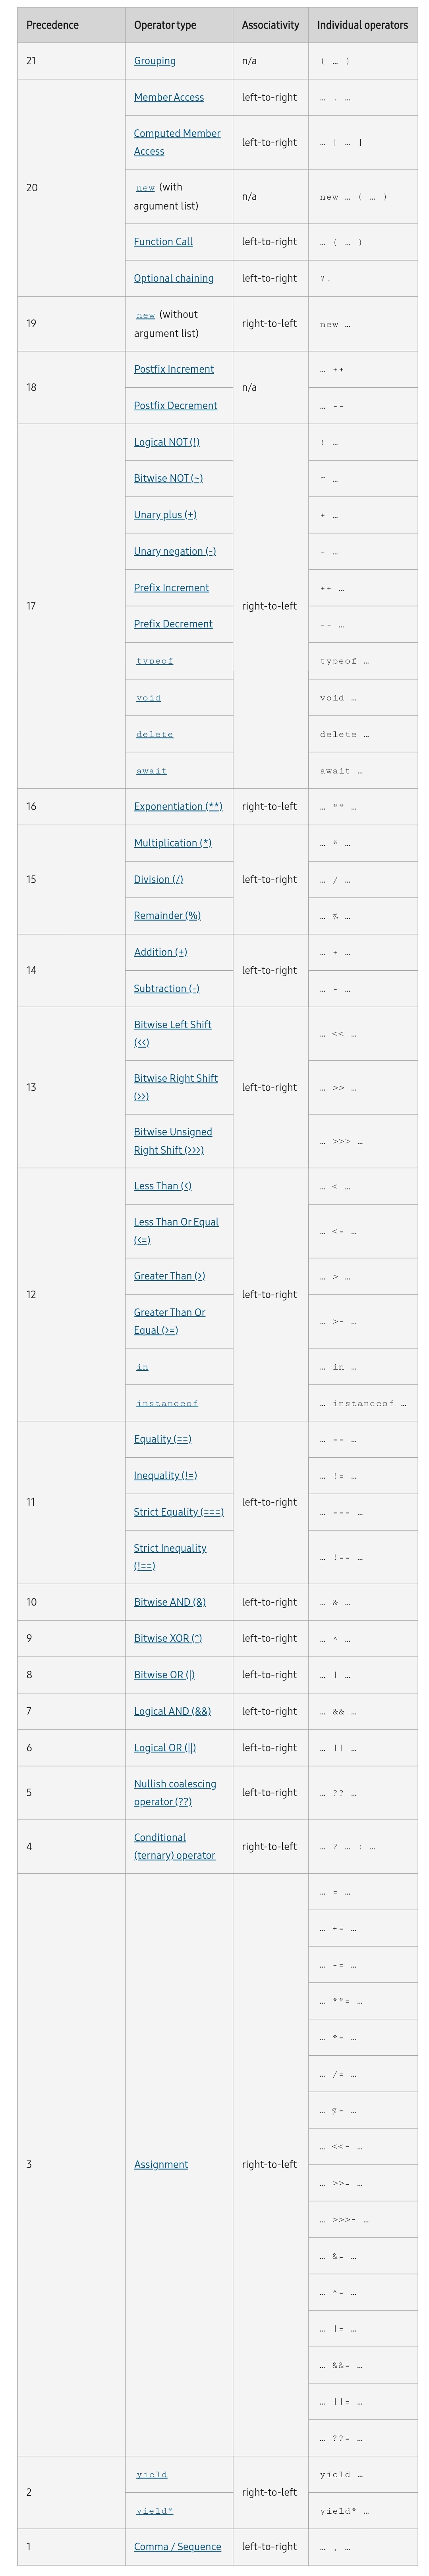 Precedence Operator type Associativity Individual operators
21 Grouping n/a ( … )
20
Member Access left-to-right … . …
Computed Member
Access
left-to-right … [ … ]
new (with
argument list)
n/a new … ( … )
Function Call left-to-right … ( … )
Optional chaining left-to-right ?.
19
new (without
argument list)
right-to-left new …
18
Postfix Increment
n/a
… ++
Postfix Decrement … --
17
Logical NOT (!)
right-to-left
! …
Bitwise NOT (~) ~ …
Unary plus (+) + …
Unary negation (-) - …
Prefix Increment ++ …
Prefix Decrement -- …
typeof typeof …
void void …
delete delete …
await await …
16 Exponentiation (**) right-to-left … ** …
15
Multiplication (*)
left-to-right
… * …
Division (/) … / …
Remainder (%) … % …
14
Addition (+)
left-to-right
… + …
Subtraction (-) … - …
13
Bitwise Left Shift
(<<)
left-to-right
… << …
Bitwise Right Shift
(>>)
… >> …
Bitwise Unsigned
Right Shift (>>>)
… >>> …
12
Less Than (<)
left-to-right
… < …
Less Than Or Equal
(<=)
… <= …
Greater Than (>) … > …
Greater Than Or
Equal (>=)
… >= …
in … in …
instanceof … instanceof …
11
Equality (==)
left-to-right
… == …
Inequality (!=) … != …
Strict Equality (===) … === …
Strict Inequality
(!==)
… !== …
10 Bitwise AND (&) left-to-right … & …
9 Bitwise XOR (^) left-to-right … ^ …
8 Bitwise OR (|) left-to-right … | …
7 Logical AND (&&) left-to-right … && …
6 Logical OR (||) left-to-right … || …
5
Nullish coalescing
operator (??)
left-to-right … ?? …
4
Conditional
(ternary) operator
right-to-left … ? … : …
3
Assignment
right-to-left
… = …
… += …
… -= …
… **= …
… *= …
… /= …
… %= …
… <<= …
… >>= …
… >>>= …
… &= …
… ^= …
… |= …
… &&= …
… ||= …
… ??= …
2
yield
right-to-left
yield …
yield* yield* …
1 Comma / Sequence left-to-right … , …